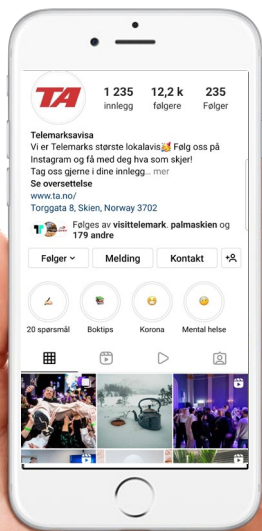 TA
1 235 12,2 k 235
innlegg følgere Følger
Telemarksavisa
Vi er Telemarks største lokalavis🥰 Følg oss på
Instagram og få med deg hva som skjer!
Tag oss gjerne i dine innlegg... mer
Se oversettelse
www.ta.no/
Torggata 8, Skien, Norway 3702
Følges av visittelemark, palmaskien og
179 andre
Følger Melding Kontakt
20 spørsmål Boktips Korona Mental helse